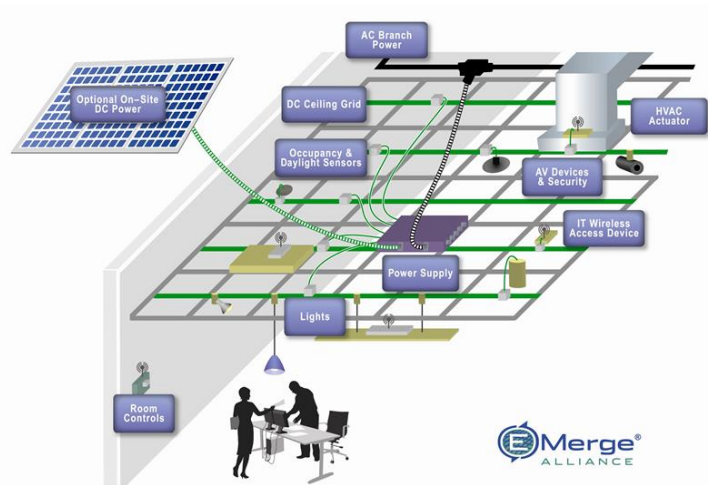 AC Branch
Power
Optional On-Site
DC Power
DC Ceiling Grid
HVAC
Actuator
Occupancy &
Daylight Sensors
AV Devices
& Security
IT Wireless
Access Device
Power Supply
Lights
Room
Controls
EMerge®
ALLIANCE